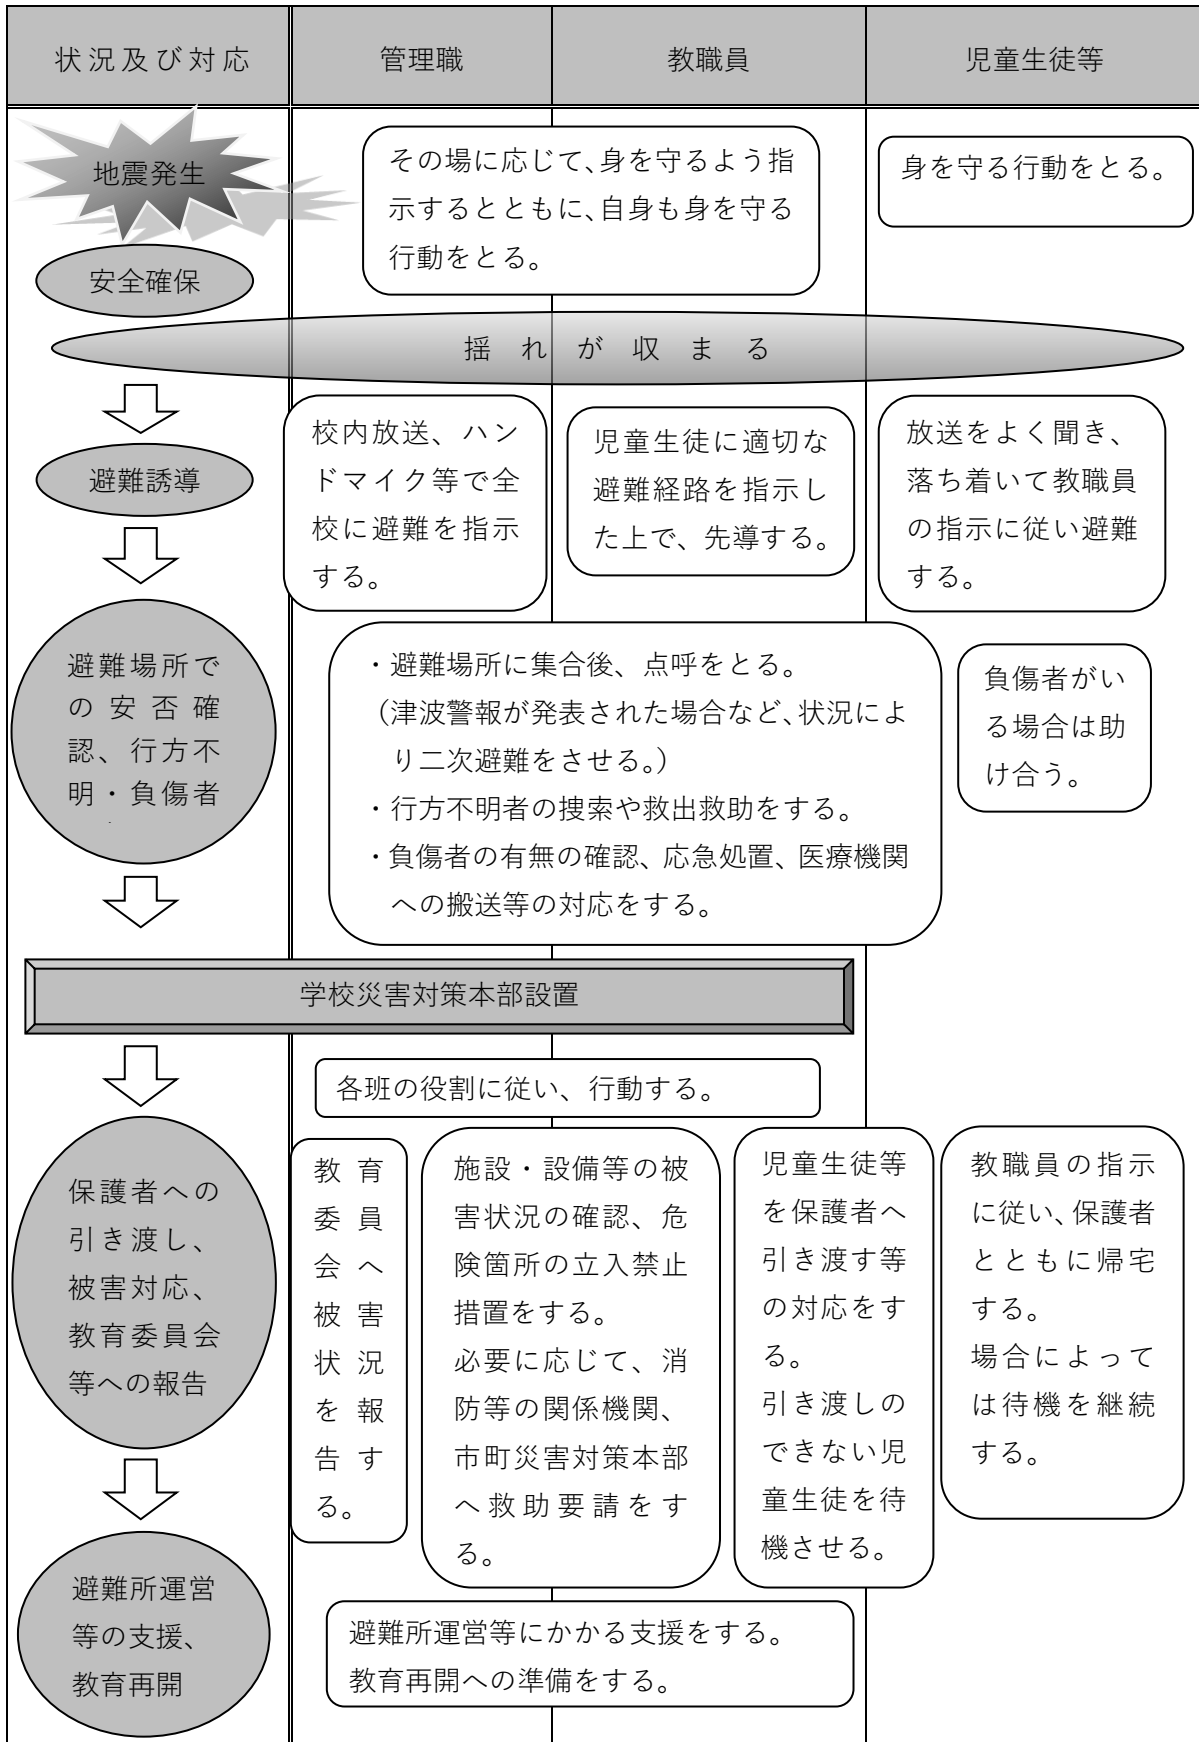 状況及び対応
管理職
教職員
児童生徒等
地震発生
その場に応じて、身を守るよう指
示するとともに、自身も身を守る
行動をとる。
身を守る行動をとる。
安全確保
揺れが収まる
避難誘導
校内放送、ハン
ドマイク等で全
校に避難を指示
する。
児童生徒に適切な
避難経路を指示し
た上で、先導する。
放送をよく聞き、
落ち着いて教職員
の指示に従い避難
する。
避難場所で
の安否確
認、行方不
明・負傷者
・避難場所に集合後、点呼をとる。
（津波警報が発表された場合など、状況によ
り二次避難をさせる。）
・行方不明者の捜索や救出救助をする。
・負傷者の有無の確認、応急処置、医療機関
への搬送等の対応をする。
負傷者がい
る場合は助
け合う。
学校災害対策本部設置
各班の役割に従い、行動する。
保護者への
引き渡し、
被害対応、
教育委員会
等への報告
教育
委員
会へ
被害
状況
を報
告す
る。
施設・設備等の被
害状況の確認、危
険箇所の立入禁止
措置をする。
必要に応じて、消
防等の関係機関、
市町災害対策本部
へ救助要請をす
る。
児童生徒等
を保護者へ
引き渡す等
の対応をす
る。
引き渡しの
できない児
童生徒を待
機させる。
教職員の指示
に従い、保護者
とともに帰宅
する。
場合によって
は待機を継続
する。
避難所運営
等の支援、
教育再開
避難所運営等にかかる支援をする。
教育再開への準備をする。